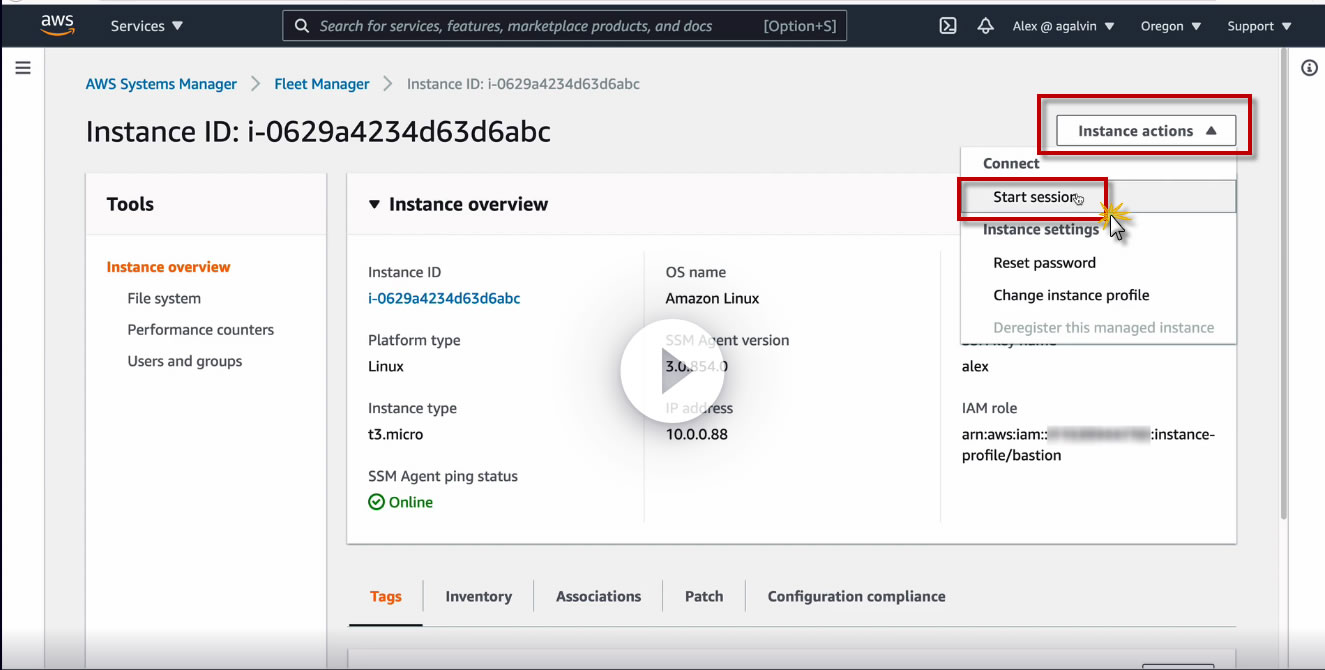 aws
Services
Search for services, features, marketplace products, and docs [Option+S]
Alex @ agalvin
Oregon
Support
AWS Systems Manager > Fleet Manager > Instance ID: i-0629a4234d63d6abc
Instance ID: i-0629a4234d63d6abc
Instance actions
Connect
Start session
Instance settings
Reset password
Change instance profile
Deregister this managed instance
Tools
Instance overview
File system
Performance counters
Users and groups
Instance overview
Instance ID
i-0629a4234d63d6abc
Platform type
Linux
Instance type
t3.micro
SSM Agent ping status
Online
OS name
Amazon Linux
SSM Agent version
3.0.854.0
IP address
10.0.0.88
alex
IAM role
arn:aws:iam:: :instance-
profile/bastion
Tags
Inventory
Associations
Patch
Configuration compliance